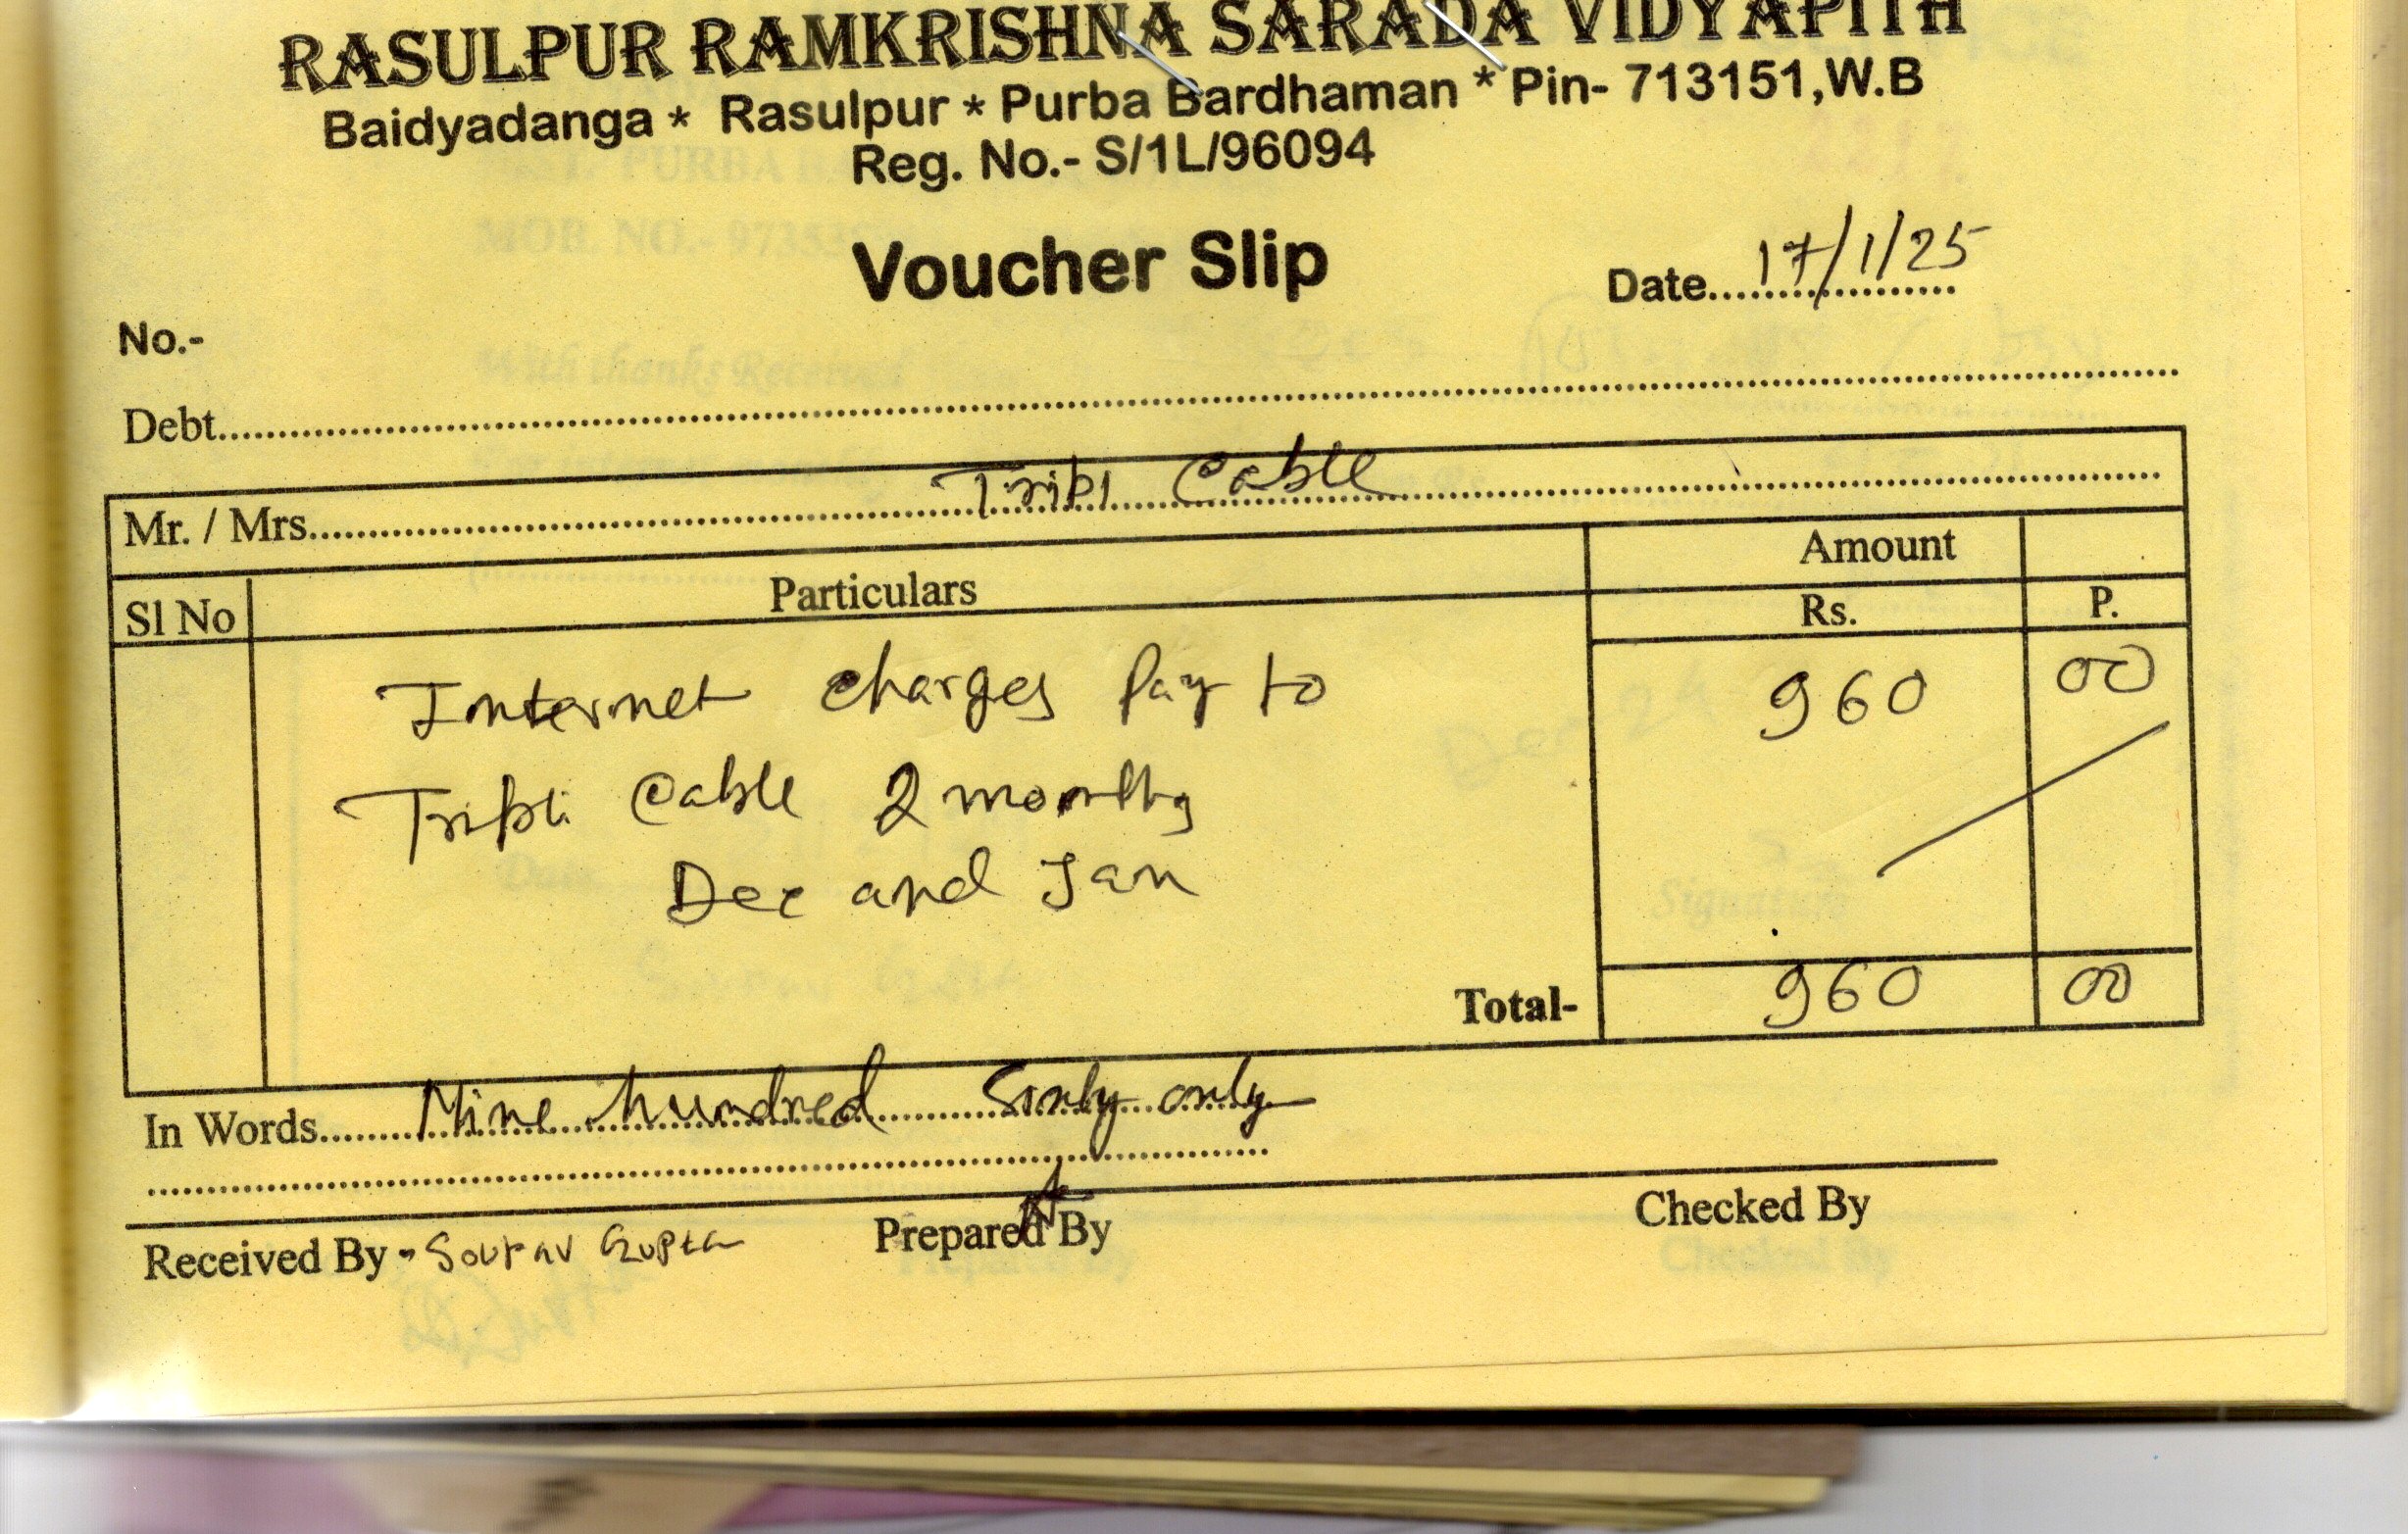 RASULPUR RAMKRISHNA SARADA VIDYAPITH
Baidyadanga * Rasulpur * Purba Bardhaman * Pin- 713151,W.B
Reg. No.- S/1L/96094
Voucher Slip
Date 17/1/25
No.-
Debt
Mr. / Mrs. Cable
Sl No Particulars Amount
Rs. P.
Internet charges Pay to 960 00
Cable 2 months
Dec and Jan
Total- 960 00
In Words Nine hundred Sixty only
Received By - Sourav Gupta Prepared By Checked By